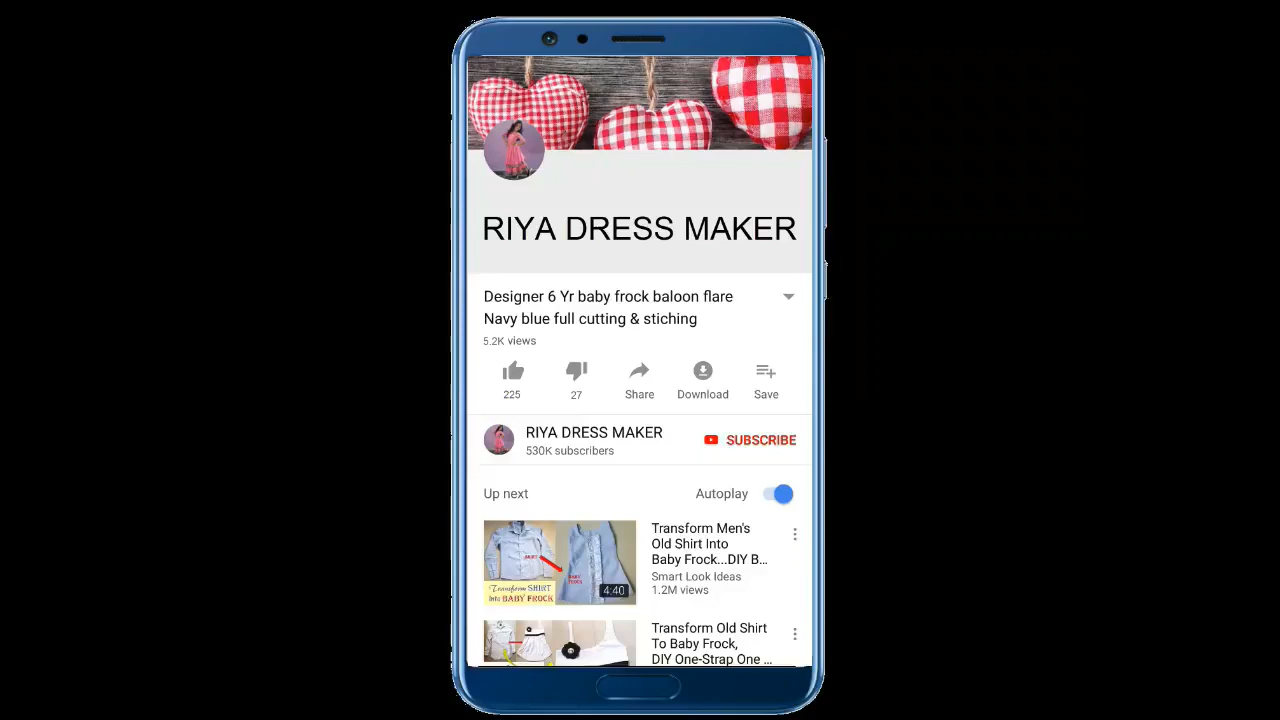 RIYA DRESS MAKER
Designer 6 Yr baby frock baloon flare
Navy blue full cutting & stiching
5.2K views
225
27
Share
Download
Save
RIYA DRESS MAKER
530K subscribers
SUBSCRIBE
Up next
Autoplay
Transform Men's
Old Shirt Into
Baby Frock...DIY B...
Smart Look Ideas
1.2M views
SHIRT
BABY
FROCK
4:40
Transform SHIRT
Into BABY FROCK
Transform Old Shirt
To Baby Frock,
DIY One-Strap One ...